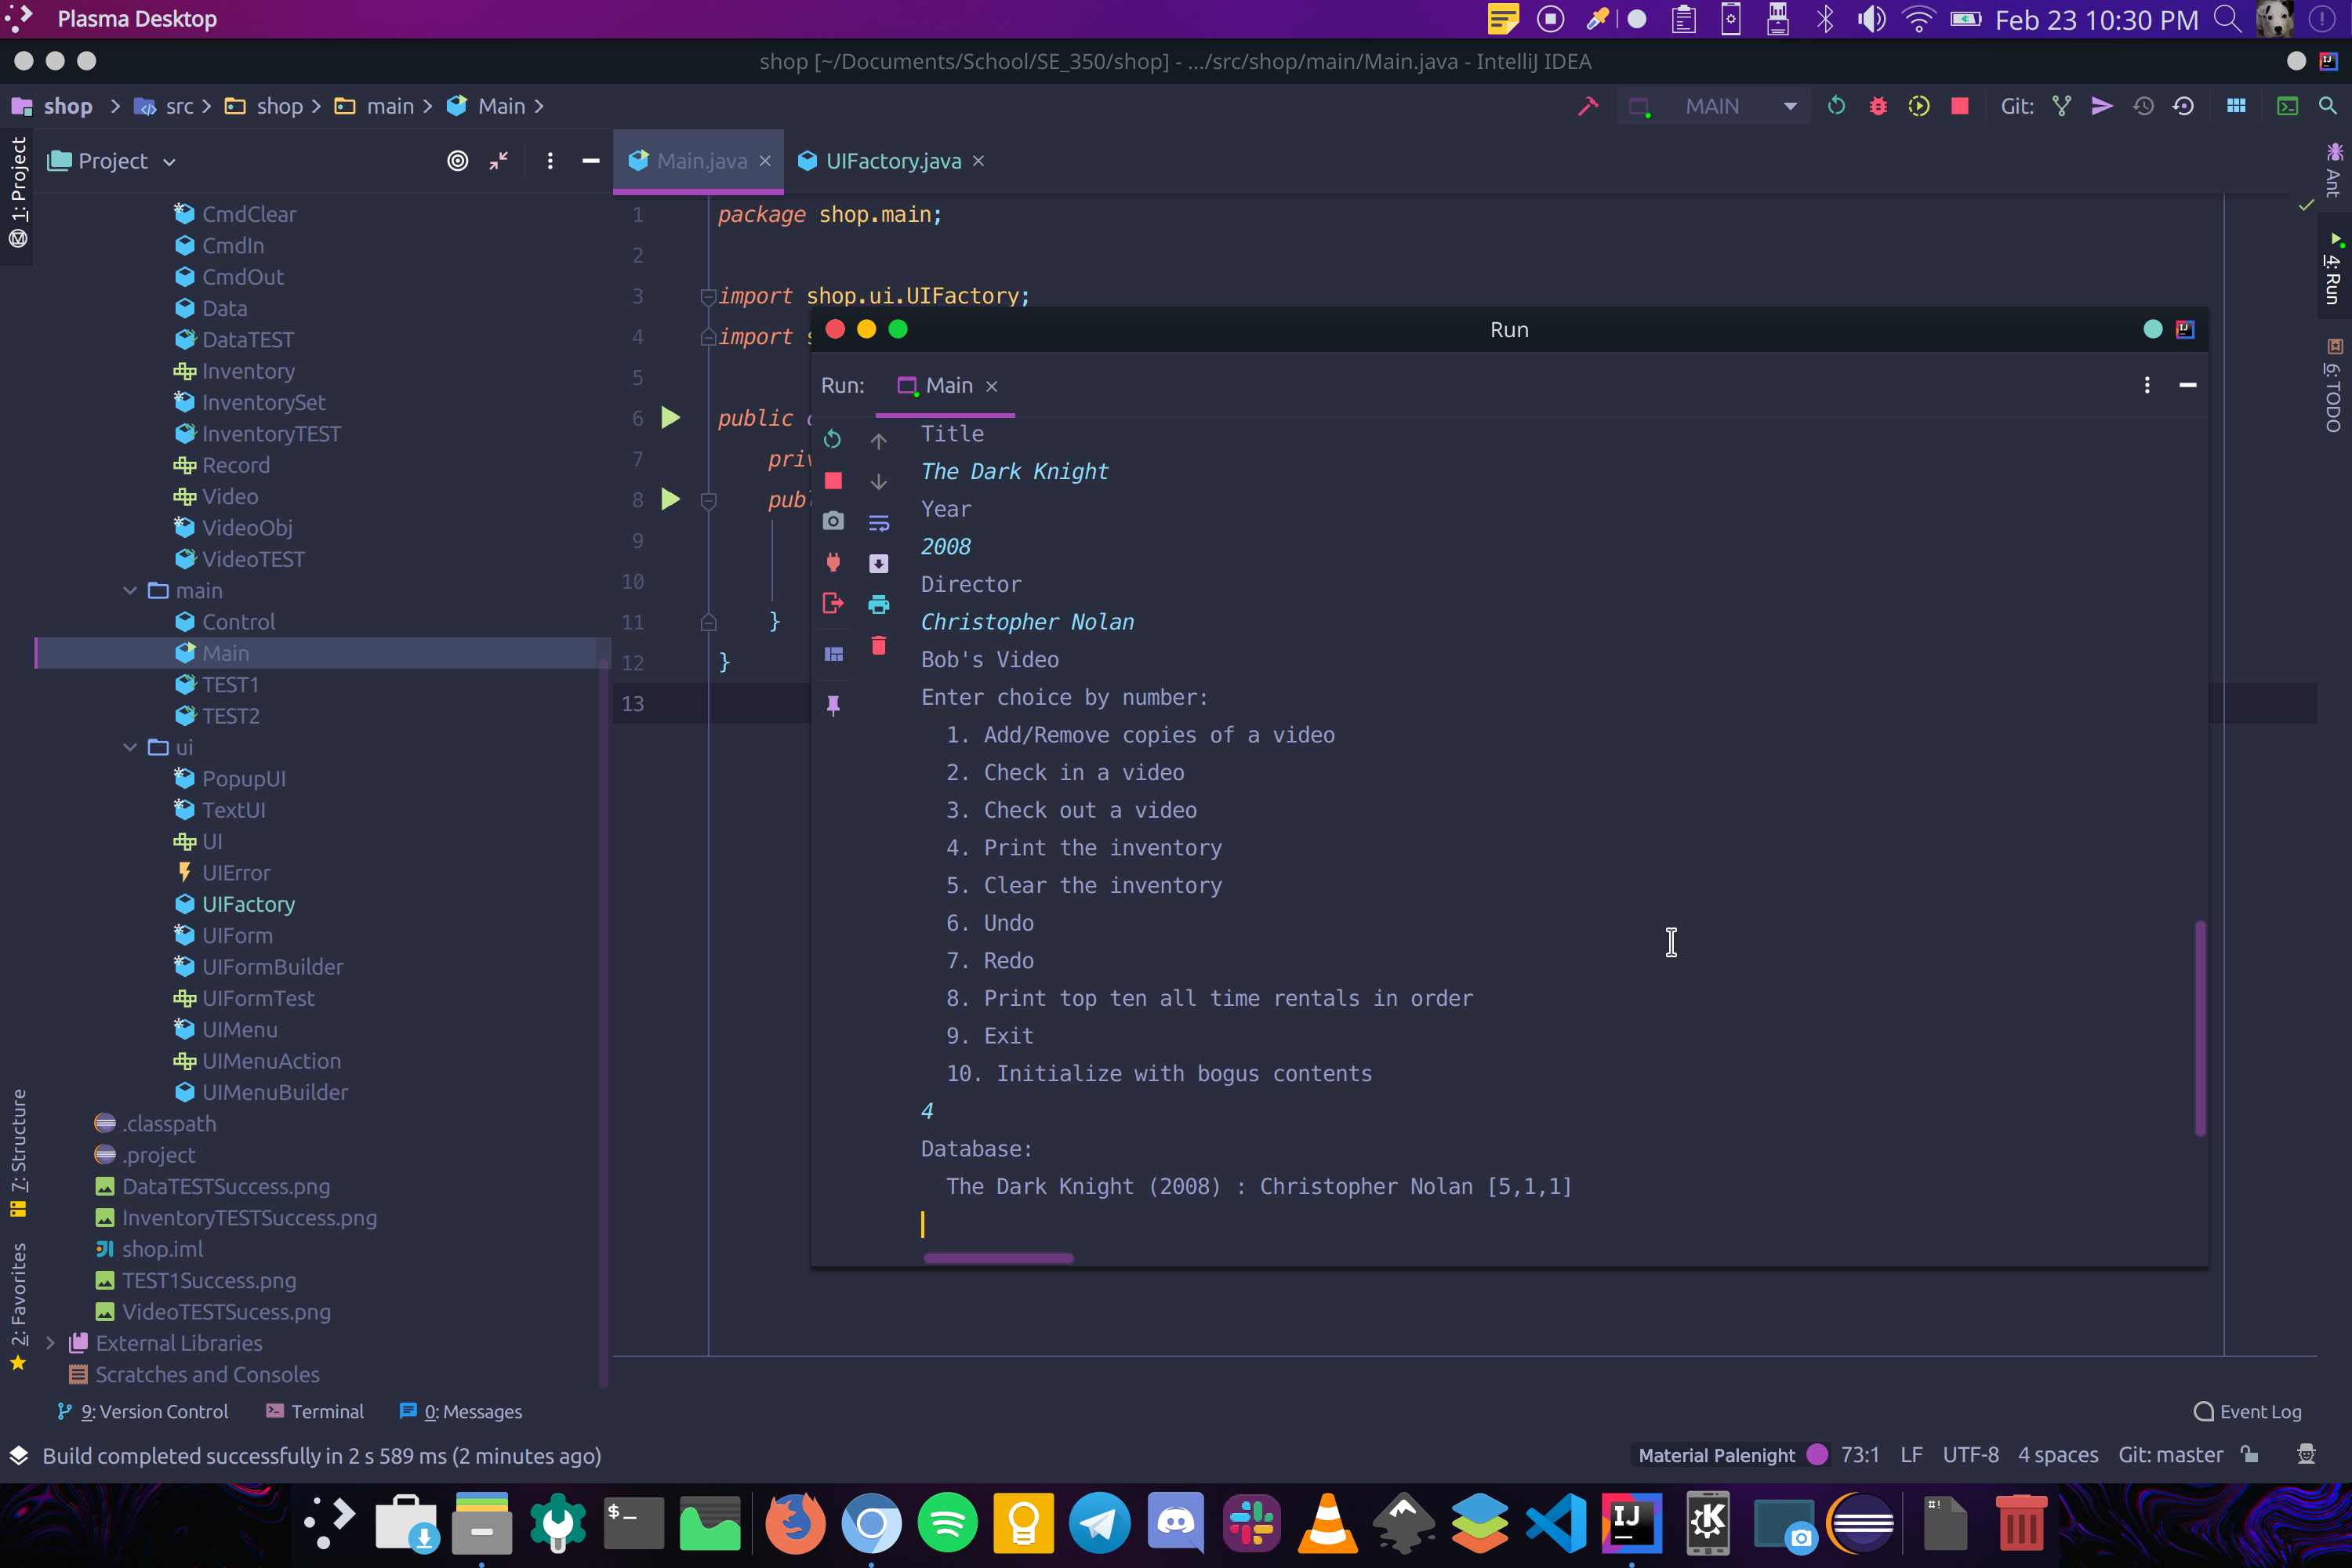 Plasma Desktop
Feb 23 10:30 PM
shop [~/Documents/School/SE_350/shop] - .../src/shop/main/Main.java - IntelliJ IDEA
shop > src > shop > main > Main >
MAIN
Git:
1: Project
Project
Main.java
UIFactory.java
Ant
4: Run
6: TODO
CmdClear
CmdIn
CmdOut
Data
DataTEST
Inventory
InventorySet
InventoryTEST
Record
Video
VideoObj
VideoTEST
main
Control
Main
TEST1
TEST2
ui
PopupUI
TextUI
UI
UIError
UIFactory
UIForm
UIFormBuilder
UIFormTest
UIMenu
UIMenuAction
UIMenuBuilder
.classpath
.project
DataTESTSuccess.png
InventoryTESTSuccess.png
shop.iml
TEST1Success.png
VideoTESTSucess.png
External Libraries
Scratches and Consoles
7: Structure
2: Favorites
1 package shop.main;
2
3 import shop.ui.UIFactory;
4 import s
5
6 public c
7 priv
8 publ
9
10
11 }
12 }
13
Run
Run: Main
Title
The Dark Knight
Year
2008
Director
Christopher Nolan
Bob's Video
Enter choice by number:
1. Add/Remove copies of a video
2. Check in a video
3. Check out a video
4. Print the inventory
5. Clear the inventory
6. Undo
7. Redo
8. Print top ten all time rentals in order
9. Exit
10. Initialize with bogus contents
4
Database:
The Dark Knight (2008) : Christopher Nolan [5,1,1]
9: Version Control
Terminal
0: Messages
Event Log
Build completed successfully in 2 s 589 ms (2 minutes ago)
Material Palenight
73:1 LF UTF-8 4 spaces Git: master